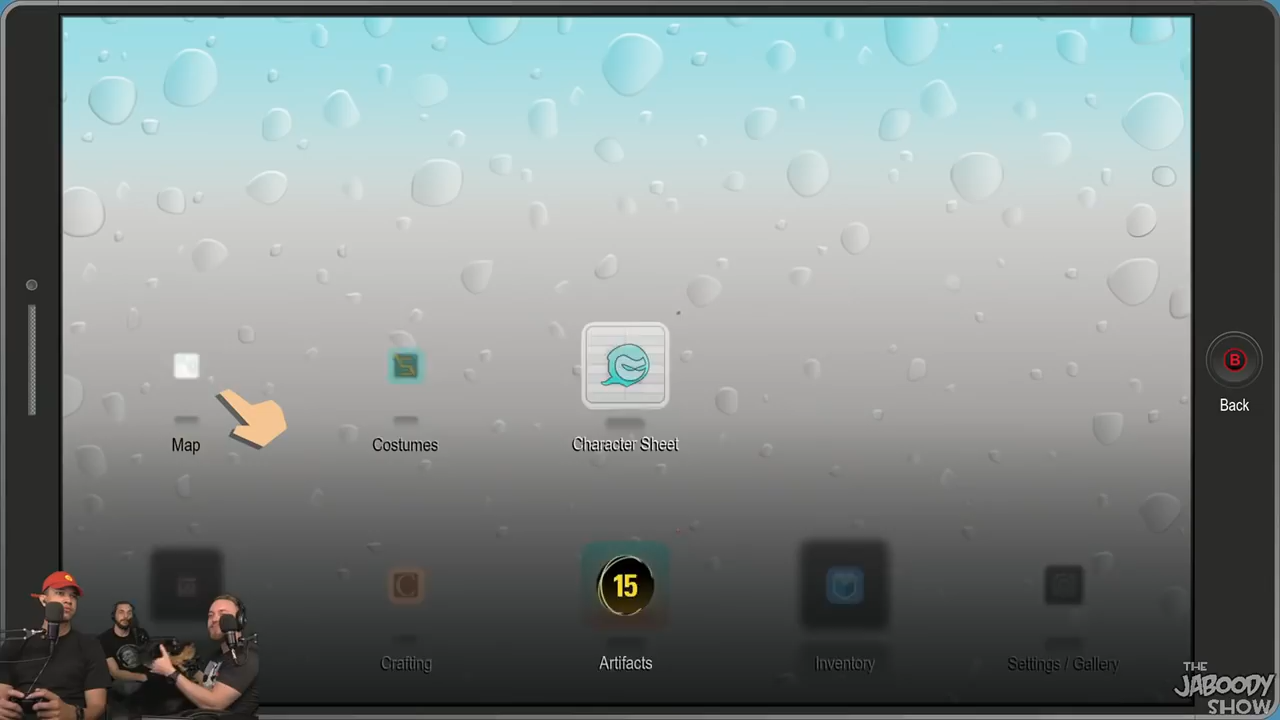 B
Back
Map
Costumes
Character Sheet
C
15
Crafting
Artifacts
Inventory
Settings / Gallery
THE
JABOODY
SHOW